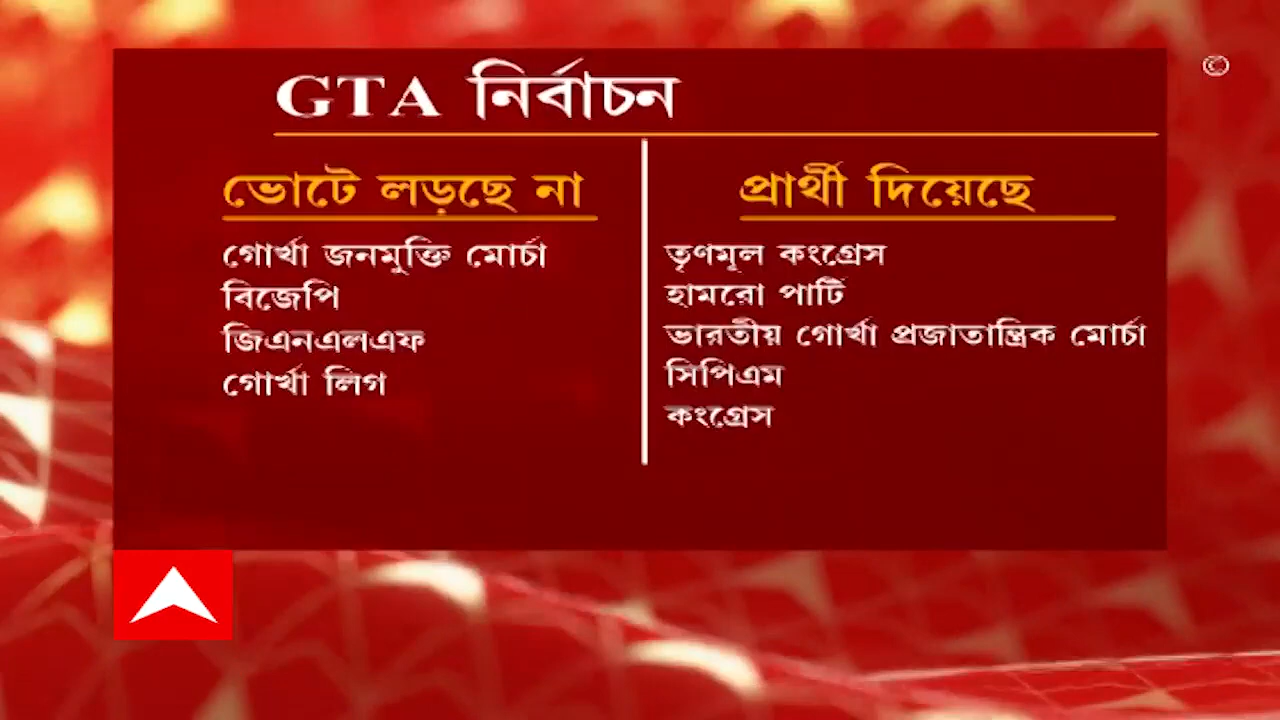 GTA নির্বাচন
ভোটে লড়ছে না
গোর্খা জনমুক্তি মোর্চা
বিজেপি
জিএনএলএফ
গোর্খা লিগ
প্রার্থী দিয়েছে
তৃণমূল কংগ্রেস
হামরো পার্টি
ভারতীয় গোর্খা প্রজাতান্ত্রিক মোর্চা
সিপিএম
কংগ্রেস